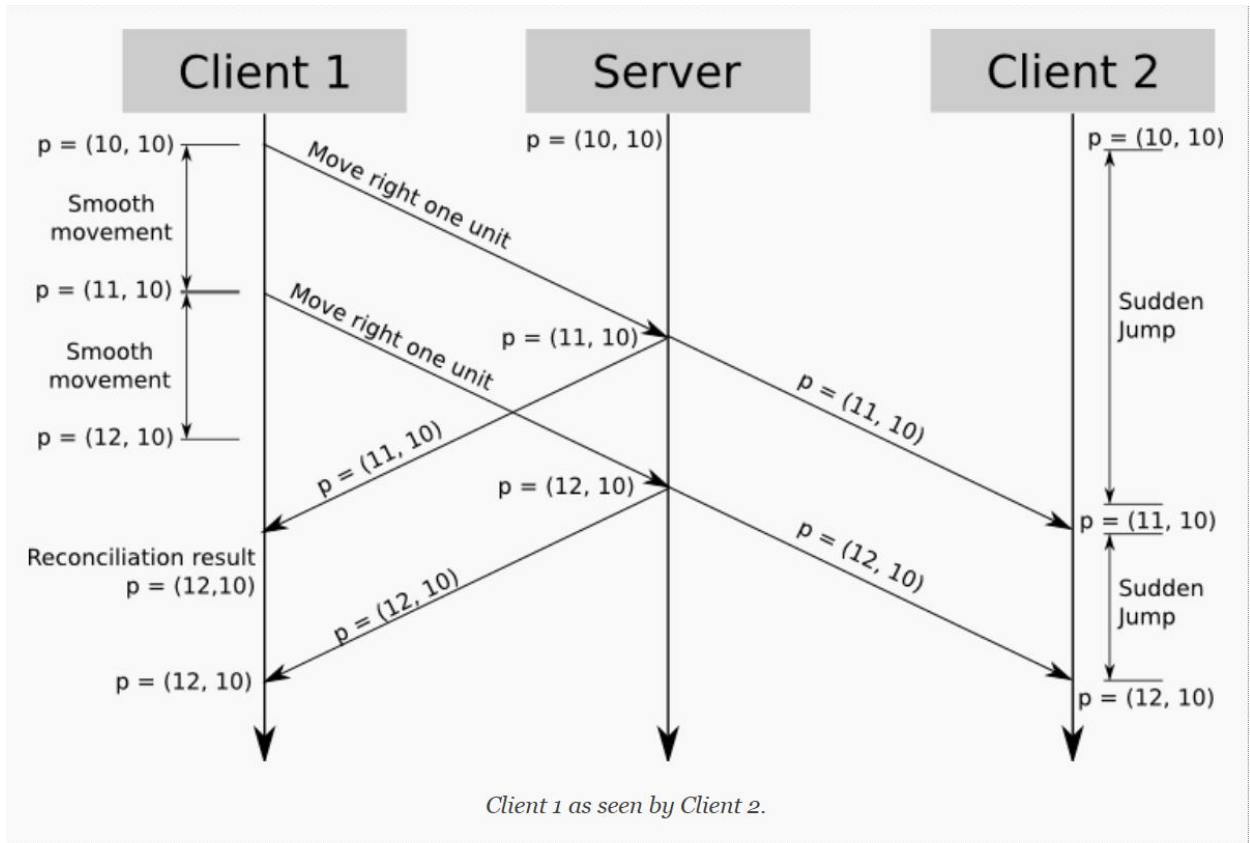 Client 1
Server
Client 2
p = (10, 10)
p = (10, 10)
p = (10, 10)
Move right one unit
Smooth
movement
p = (11, 10)
Move right one unit
Sudden
Jump
p = (11, 10)
Smooth
movement
p = (11, 10)
p = (12, 10)
p = (11, 10)
p = (12, 10)
p = (11, 10)
Reconciliation result
p = (12,10)
p = (12, 10)
p = (12, 10)
Sudden
Jump
p = (12, 10)
p = (12, 10)
Client 1 as seen by Client 2.